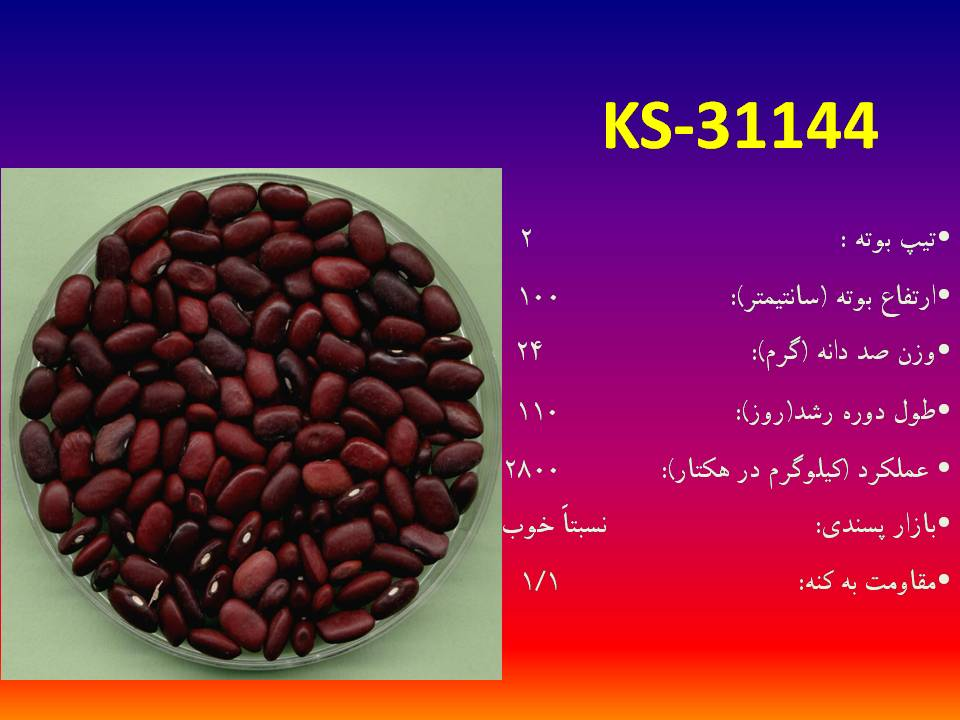 KS-31144
•تیپ بوته : ۲
•ارتفاع بوته (سانتیمتر): ۱۰۰
•وزن صد دانه (گرم): ۲۴
•طول دوره رشد(روز): ۱۱۰
• عملکرد (کیلوگرم در هکتار): ۲۸۰۰
•بازار پسندی: نسبتاً خوب
•مقاومت به کنه: ۱/۱